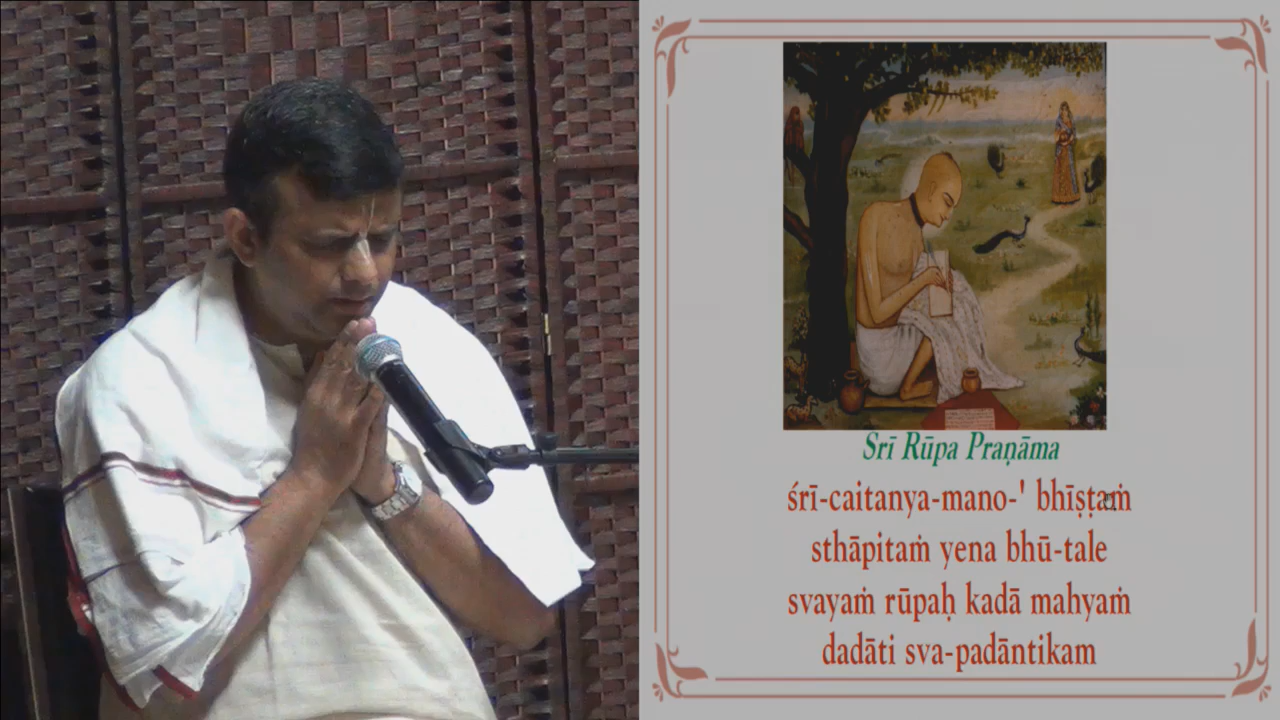 Srī Rūpa Praṇāma
śrī-caitanya-mano-' bhīṣṭaṁ
sthāpitaṁ yena bhū-tale
svayaṁ rūpaḥ kadā mahyaṁ
dadāti sva-padāntikam